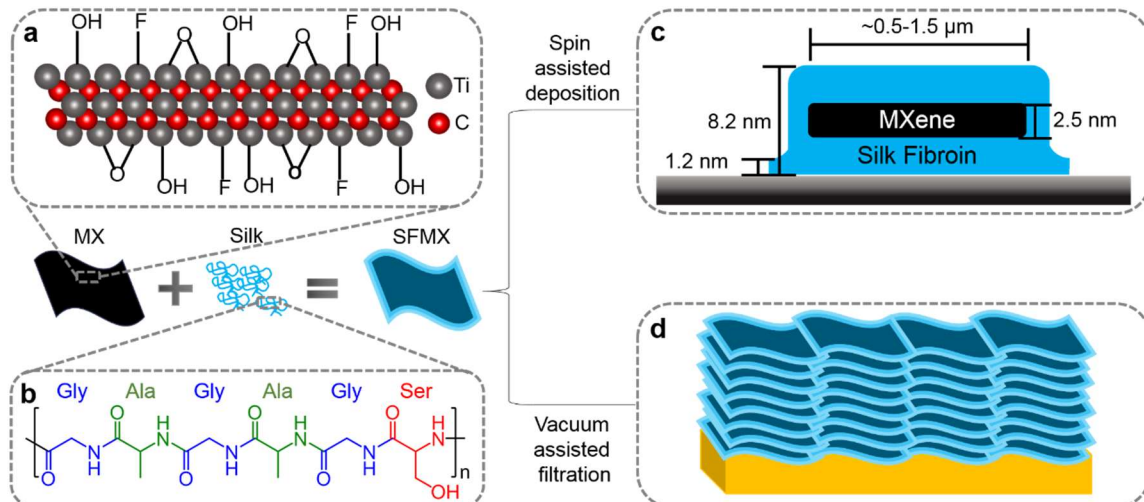 a
OH F O OH O F OH
Ti
C
O OH F OH O F OH
MX
Silk
SFMX
b
Gly Ala Gly Ala Gly Ser
O H N O H N O H
N O N O N O N
H H H
O O O OH
n
Spin
assisted
deposition
Vacuum
assisted
filtration
c
~0.5-1.5 µm
8.2 nm
MXene
2.5 nm
1.2 nm
Silk Fibroin
d